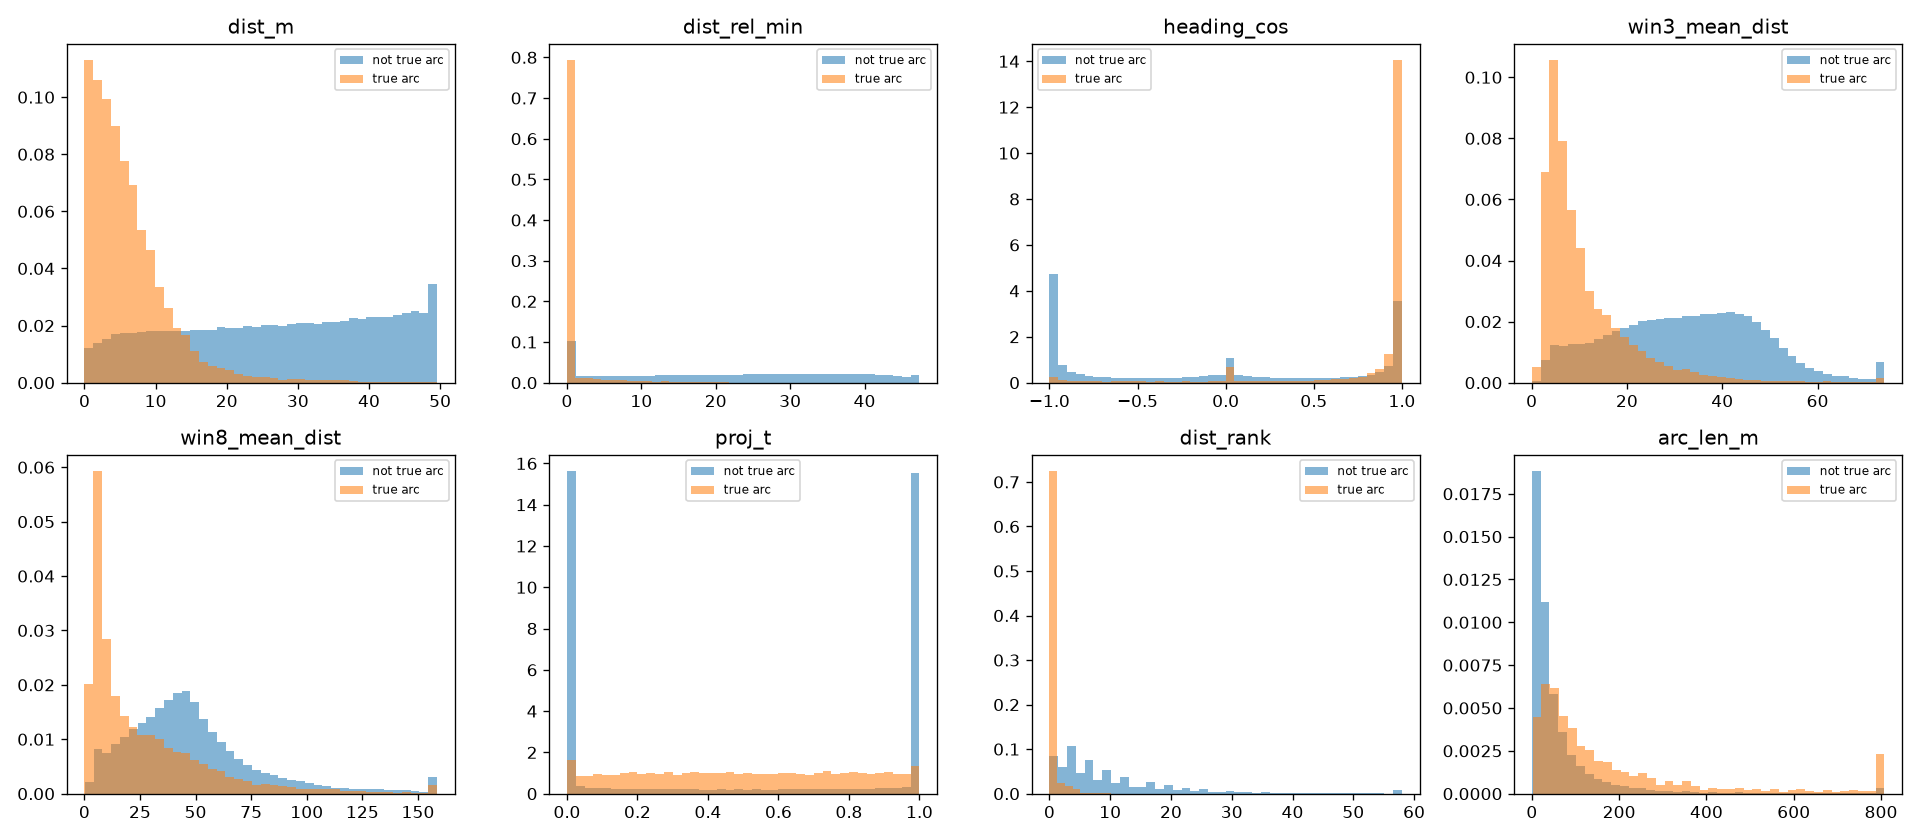 dist_m
not true arc
true arc
0.10
0.08
0.06
0.04
0.02
0.00
0 10 20 30 40 50
dist_rel_min
not true arc
true arc
0.8
0.7
0.6
0.5
0.4
0.3
0.2
0.1
0.0
0 10 20 30 40
heading_cos
not true arc
true arc
14
12
10
8
6
4
2
0
−1.0 −0.5 0.0 0.5 1.0
win3_mean_dist
not true arc
true arc
0.10
0.08
0.06
0.04
0.02
0.00
0 20 40 60
win8_mean_dist
not true arc
true arc
0.06
0.05
0.04
0.03
0.02
0.01
0.00
0 25 50 75 100 125 150
proj_t
not true arc
true arc
16
14
12
10
8
6
4
2
0
0.0 0.2 0.4 0.6 0.8 1.0
dist_rank
not true arc
true arc
0.7
0.6
0.5
0.4
0.3
0.2
0.1
0.0
0 10 20 30 40 50 60
arc_len_m
not true arc
true arc
0.0175
0.0150
0.0125
0.0100
0.0075
0.0050
0.0025
0.0000
0 200 400 600 800